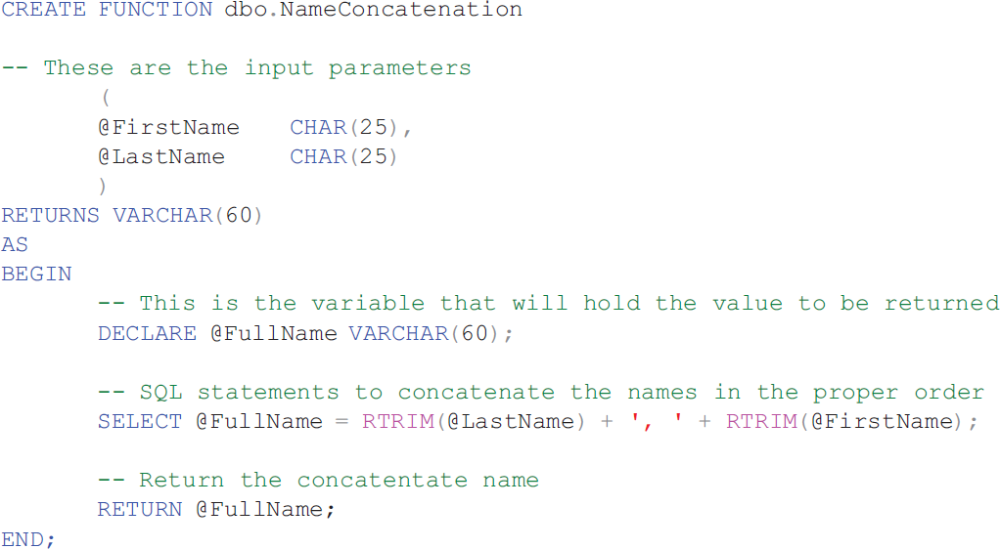 CREATE FUNCTION dbo.NameConcatenation
-- These are the input parameters
(
@FirstName CHAR(25),
@LastName CHAR(25)
)
RETURNS VARCHAR(60)
AS
BEGIN
-- This is the variable that will hold the value to be returned
DECLARE @FullName VARCHAR(60);
-- SQL statements to concatenate the names in the proper order
SELECT @FullName = RTRIM(@LastName) + ', ' + RTRIM(@FirstName);
-- Return the concatentate name
RETURN @FullName;
END;